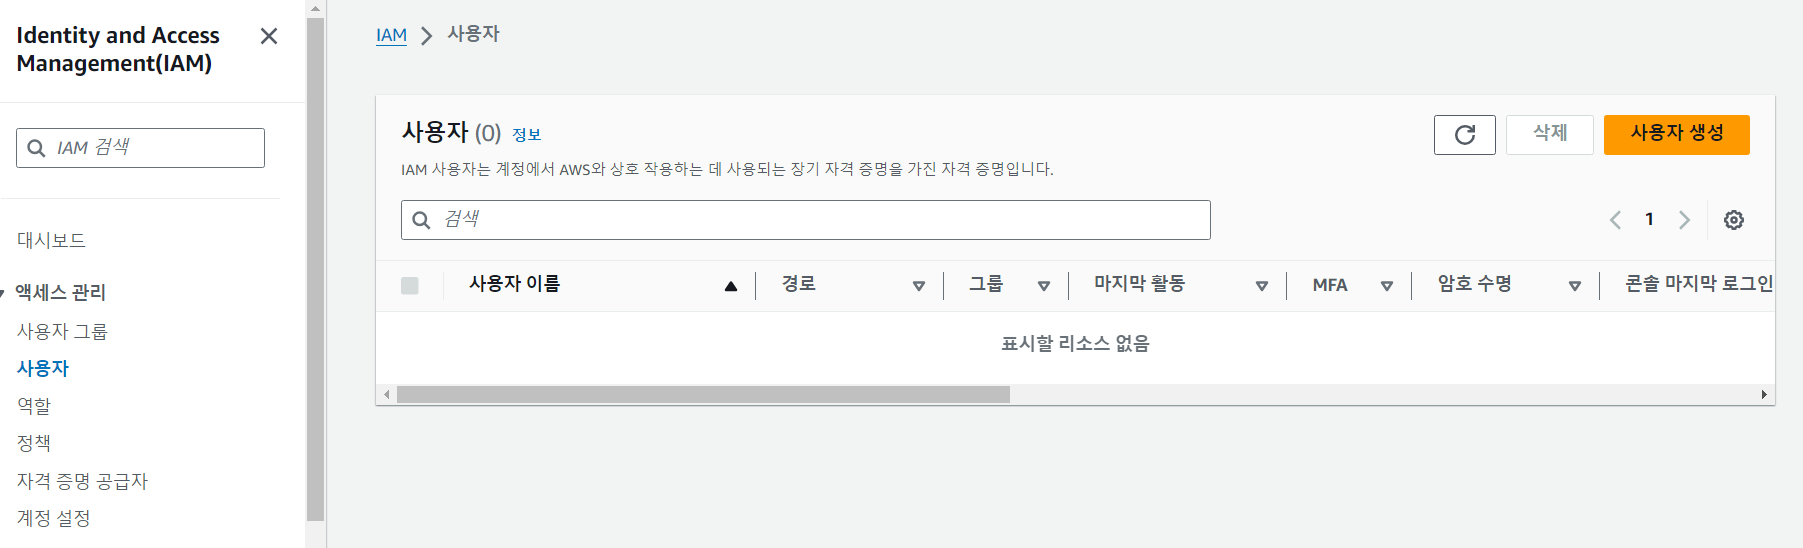 Identity and Access
Management(IAM)
IAM 검색
대시보드
액세스 관리
사용자 그룹
사용자
역할
정책
자격 증명 공급자
계정 설정
IAM 사용자
사용자 (0) 정보
삭제
사용자 생성
IAM 사용자는 계정에서 AWS와 상호 작용하는 데 사용되는 장기 자격 증명을 가진 자격 증명입니다.
검색
1
사용자 이름 경로 그룹 마지막 활동 MFA 암호 수명 콘솔 마지막 로그인
표시할 리소스 없음